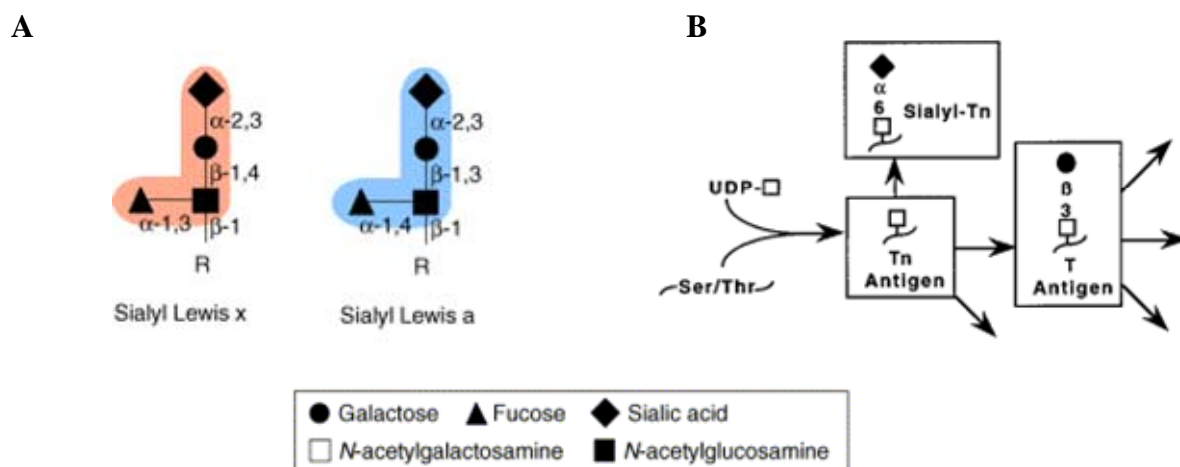 A
α-2,3
β-1,4
α-1,3
β-1
R
Sialyl Lewis x
α-2,3
β-1,3
α-1,4
β-1
R
Sialyl Lewis a
B
α
6
Sialyl-Tn
UDP-
Ser/Thr
Tn
Antigen
ß
3
T
Antigen
Galactose Fucose Sialic acid
N-acetylgalactosamine N-acetylglucosamine